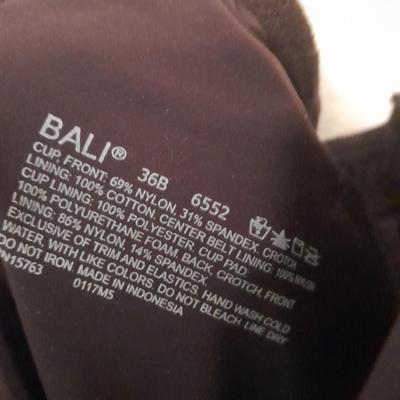 BALI® 36B 6552
CUP, FRONT: 69% NYLON, 31% SPANDEX, CROTCH
LINING: 100% COTTON. CENTER BELT LINING: 100% NYLON
CUP LINING: 100% POLYESTER. CUP PAD:
100% POLYURETHANE FOAM. BACK, CROTCH, FRONT
LINING: 86% NYLON, 14% SPANDEX.
EXCLUSIVE OF TRIM AND ELASTICS. HAND WASH COLD
WATER. WITH LIKE COLORS. DO NOT BLEACH. LINE DRY
DO NOT IRON. MADE IN INDONESIA
RN15763
0117M5